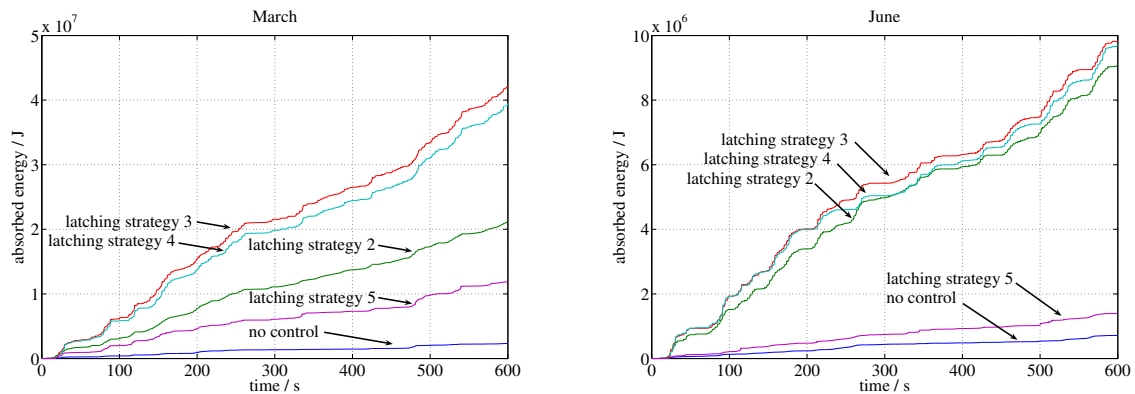 March
x 10^7
5
4
3
2
1
0
absorbed energy / J
latching strategy 3
latching strategy 4
latching strategy 2
latching strategy 5
no control
0 100 200 300 400 500 600
time / s
June
x 10^6
10
8
6
4
2
0
absorbed energy / J
latching strategy 3
latching strategy 4
latching strategy 2
latching strategy 5
no control
0 100 200 300 400 500 600
time / s